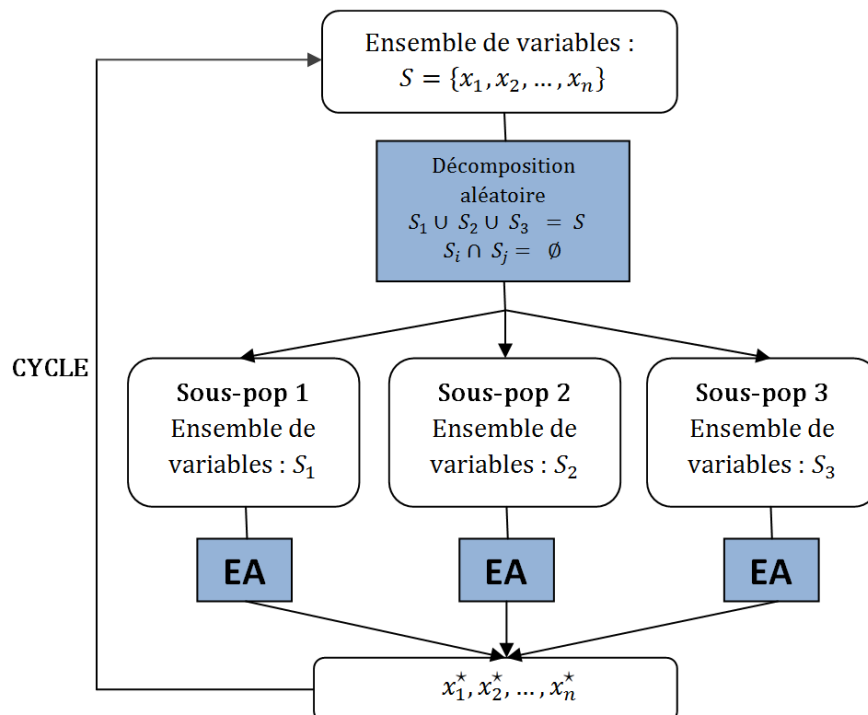 Ensemble de variables :
S = {x₁, x₂, ..., xₙ}
Décomposition
aléatoire
S₁ ∪ S₂ ∪ S₃ = S
Sᵢ ∩ Sⱼ = ∅
CYCLE
Sous-pop 1
Ensemble de
variables : S₁
Sous-pop 2
Ensemble de
variables : S₂
Sous-pop 3
Ensemble de
variables : S₃
EA
EA
EA
x₁*, x₂*, ..., xₙ*